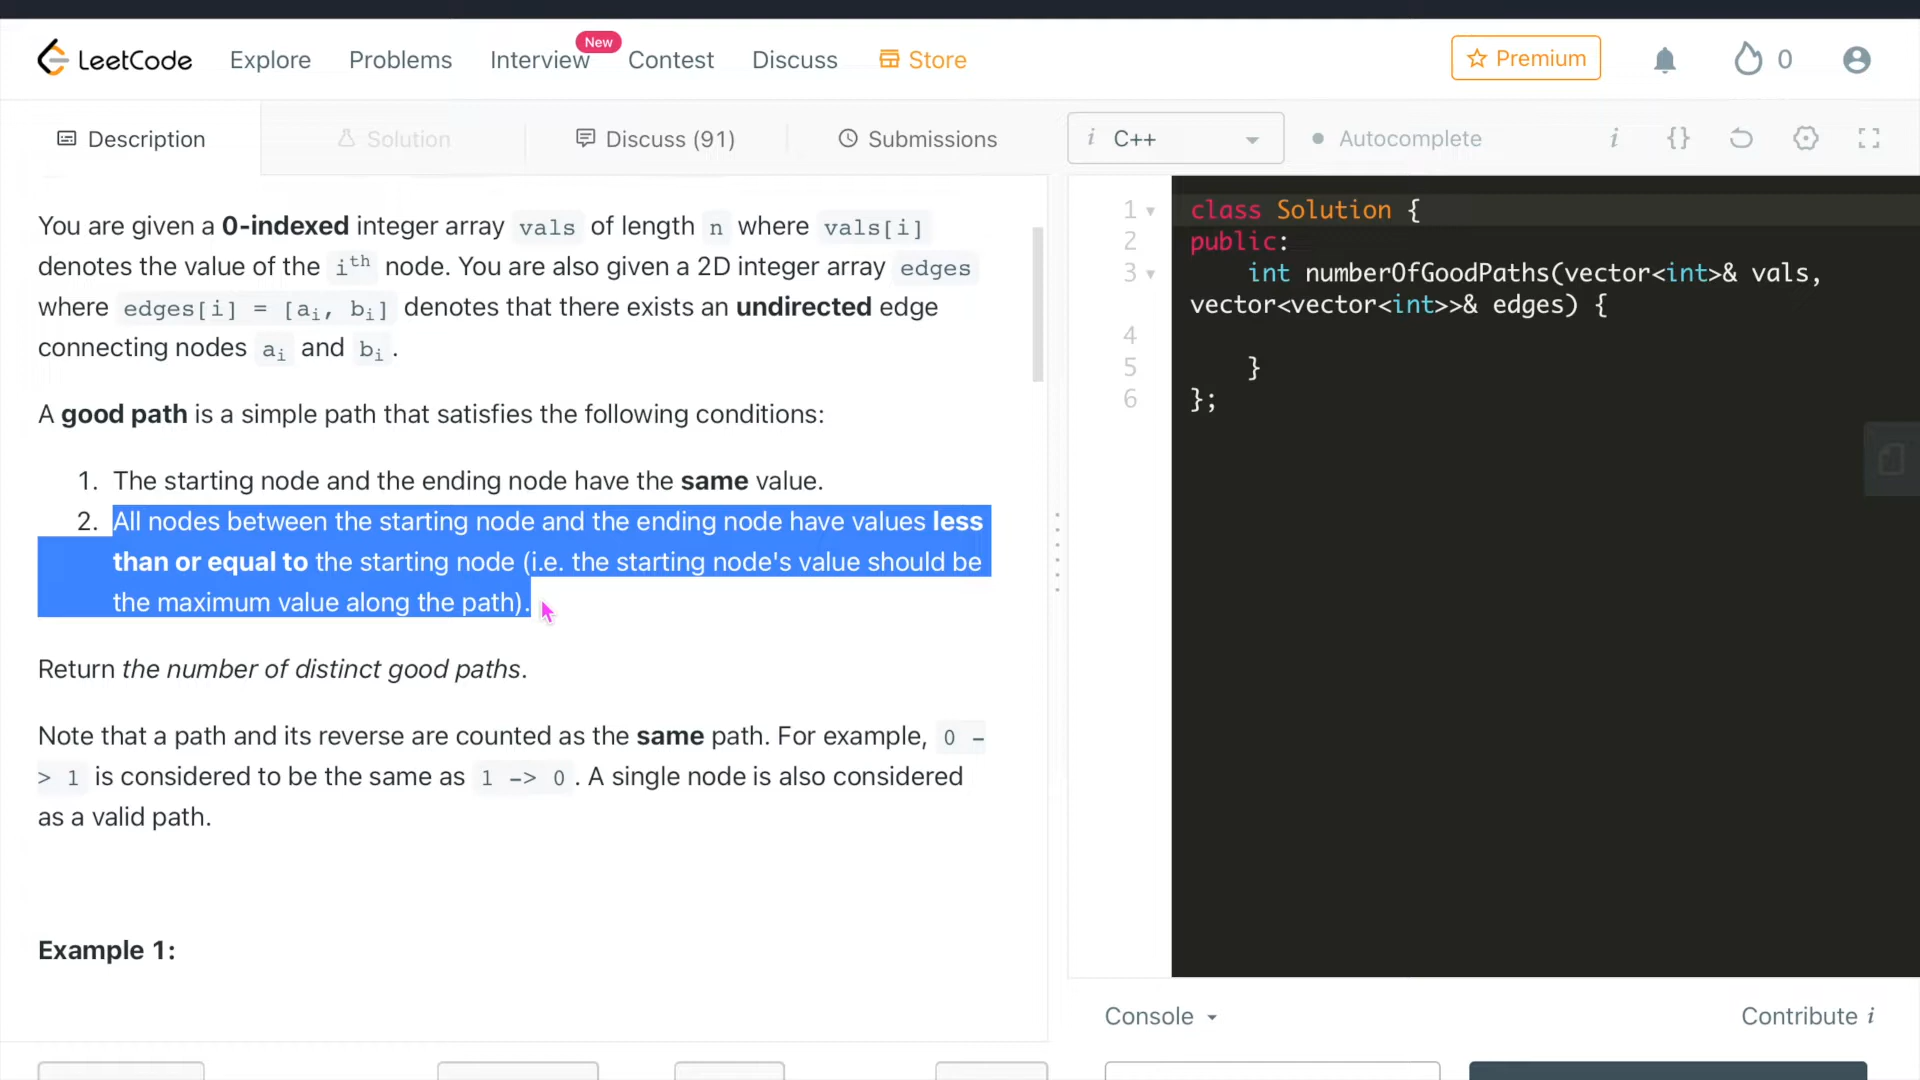 LeetCode Explore Problems Interview New Contest Discuss Store Premium 0
Description Solution Discuss (91) Submissions i C++ Autocomplete i {}
You are given a 0-indexed integer array vals of length n where vals[i]
denotes the value of the ith node. You are also given a 2D integer array edges
where edges[i] = [ai, bi] denotes that there exists an undirected edge
connecting nodes ai and bi.
A good path is a simple path that satisfies the following conditions:
1. The starting node and the ending node have the same value.
2. All nodes between the starting node and the ending node have values less
than or equal to the starting node (i.e. the starting node's value should be
the maximum value along the path).
Return the number of distinct good paths.
Note that a path and its reverse are counted as the same path. For example, 0 -
> 1 is considered to be the same as 1 -> 0. A single node is also considered
as a valid path.
Example 1:
1 class Solution {
2 public:
3 int numberOfGoodPaths(vector<int>& vals,
vector<vector<int>>& edges) {
4
5 }
6 };
Console Contribute i